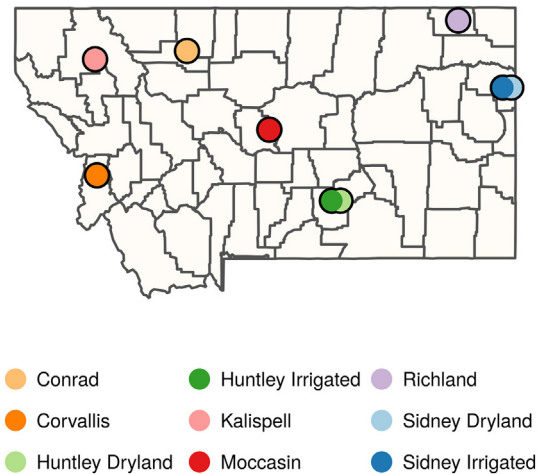 Conrad
Huntley Irrigated
Richland
Corvallis
Kalispell
Sidney Dryland
Huntley Dryland
Moccasin
Sidney Irrigated